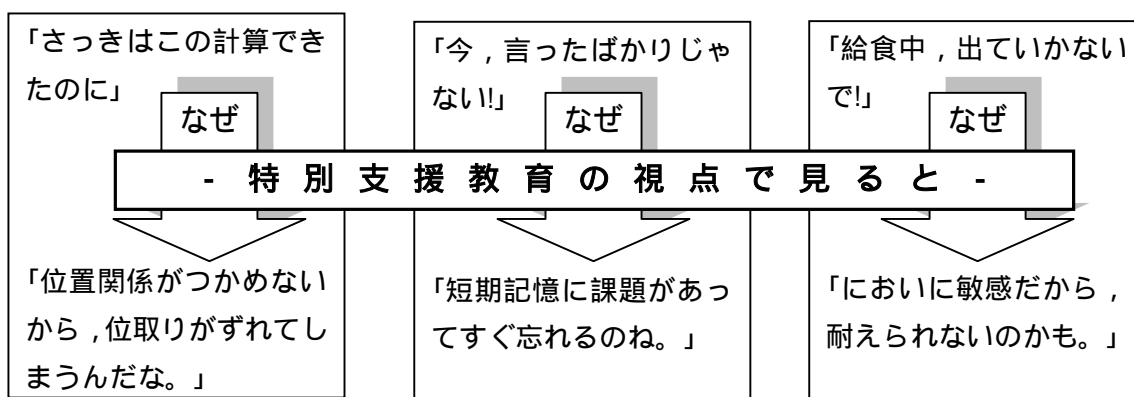 「さっきはこの計算でき
たのに」
なぜ
「今，言ったばかりじゃ
ない!」
なぜ
「給食中，出ていかない
で!」
なぜ
- 特別支援教育の視点で見ると -
「位置関係がつかめない
から，位取りがずれてし
まうんだな。」
「短期記憶に課題があっ
てすぐ忘れるのね。」
「においに敏感だから，
耐えられないのかも。」